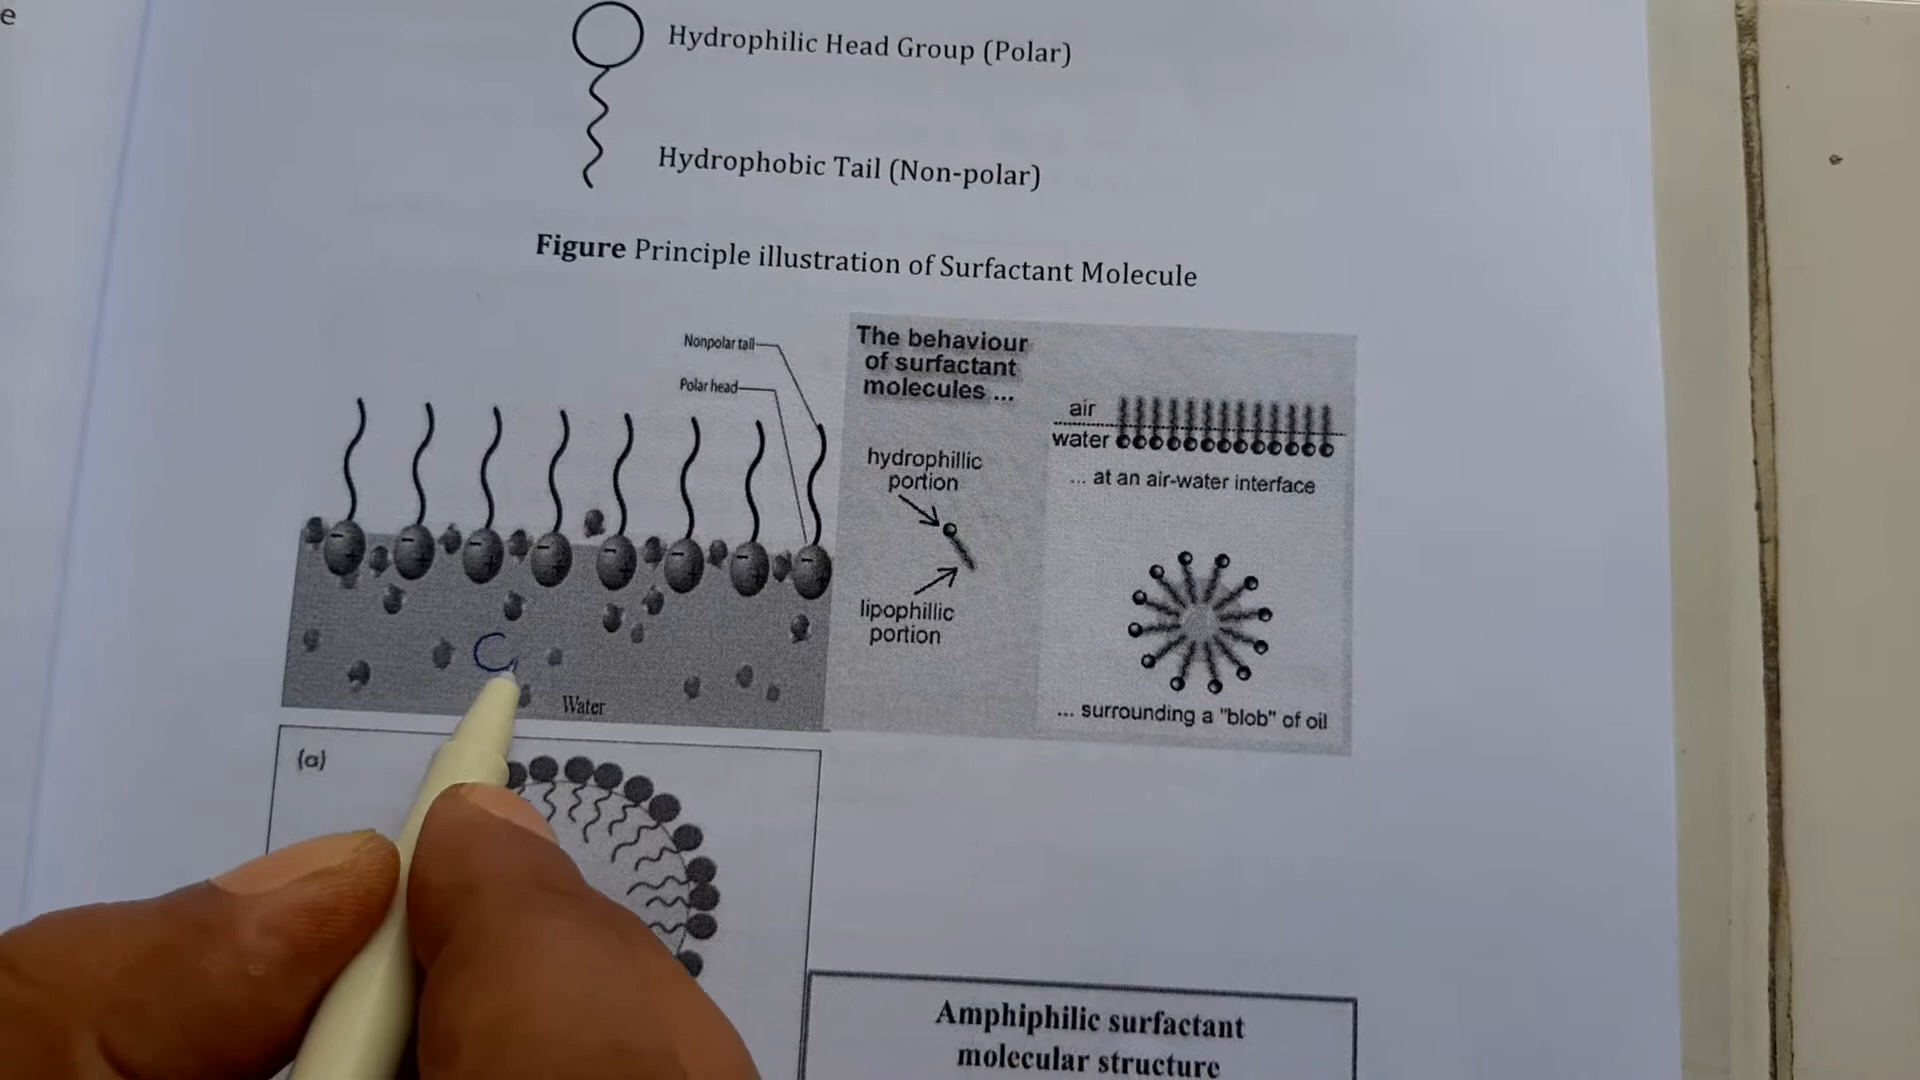 e
Hydrophilic Head Group (Polar)
Hydrophobic Tail (Non-polar)
Figure Principle illustration of Surfactant Molecule
Nonpolar tail
Polar head
Water
The behaviour
of surfactant
molecules ...
hydrophillic
portion
lipophillic
portion
air
water
... at an air-water interface
... surrounding a "blob" of oil
(a)
Amphiphilic surfactant
molecular structure